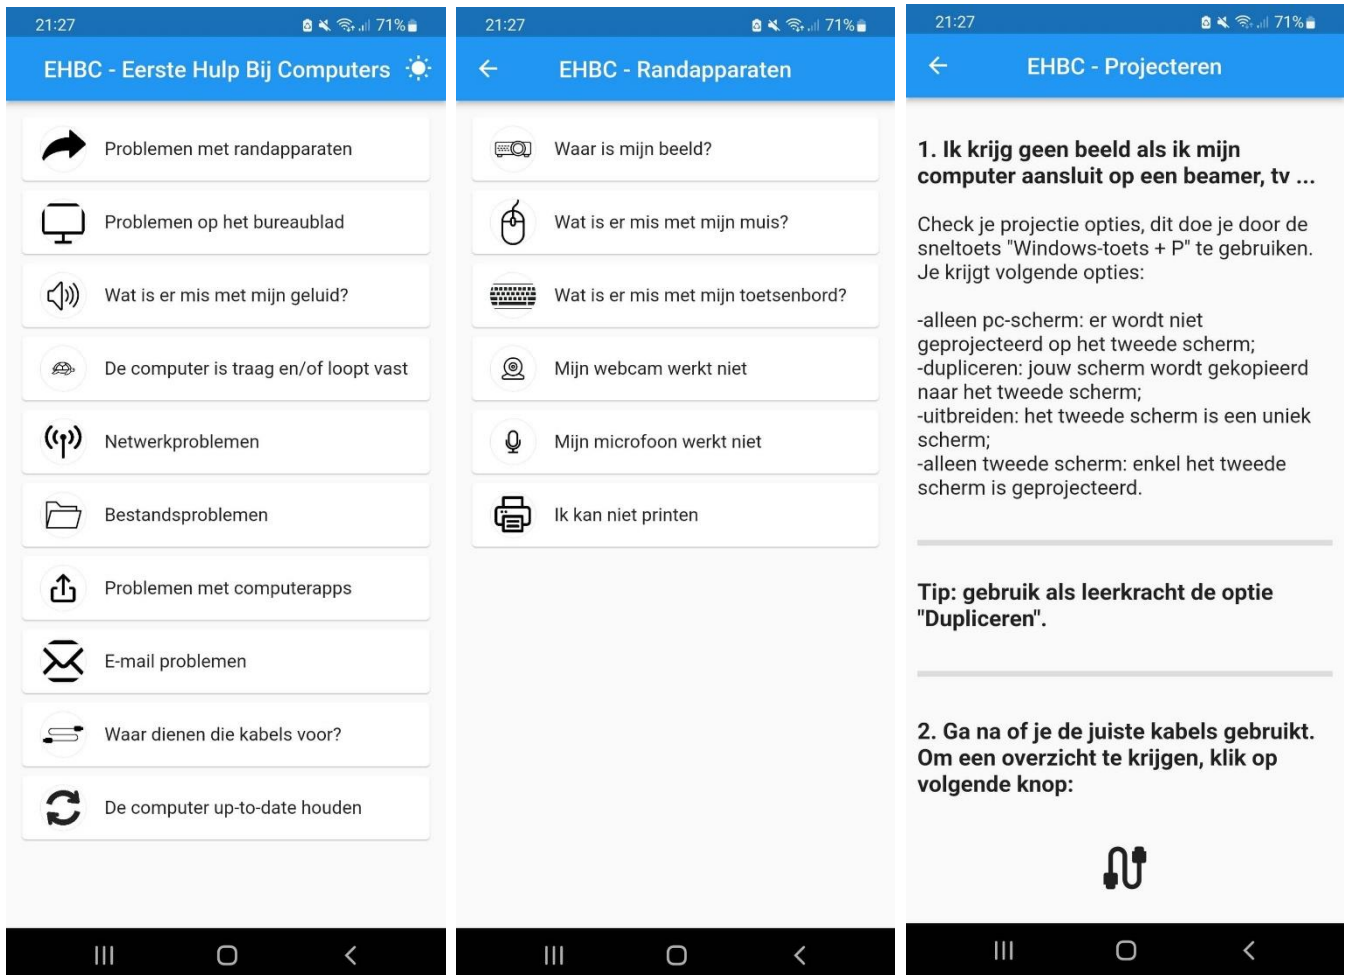 21:27
71%
EHBC - Eerste Hulp Bij Computers
Problemen met randapparaten
Problemen op het bureaublad
Wat is er mis met mijn geluid?
De computer is traag en/of loopt vast
Netwerkproblemen
Bestandsproblemen
Problemen met computerapps
E-mail problemen
Waar dienen die kabels voor?
De computer up-to-date houden
21:27
71%
EHBC - Randapparaten
Waar is mijn beeld?
Wat is er mis met mijn muis?
Wat is er mis met mijn toetsenbord?
Mijn webcam werkt niet
Mijn microfoon werkt niet
Ik kan niet printen
21:27
71%
EHBC - Projecteren
1. Ik krijg geen beeld als ik mijn
computer aansluit op een beamer, tv ...
Check je projectie opties, dit doe je door de
sneltoets "Windows-toets + P" te gebruiken.
Je krijgt volgende opties:
-alleen pc-scherm: er wordt niet
geprojecteerd op het tweede scherm;
-dupliceren: jouw scherm wordt gekopieerd
naar het tweede scherm;
-uitbreiden: het tweede scherm is een uniek
scherm;
-alleen tweede scherm: enkel het tweede
scherm is geprojecteerd.
Tip: gebruik als leerkracht de optie
"Dupliceren".
2. Ga na of je de juiste kabels gebruikt.
Om een overzicht te krijgen, klik op
volgende knop: